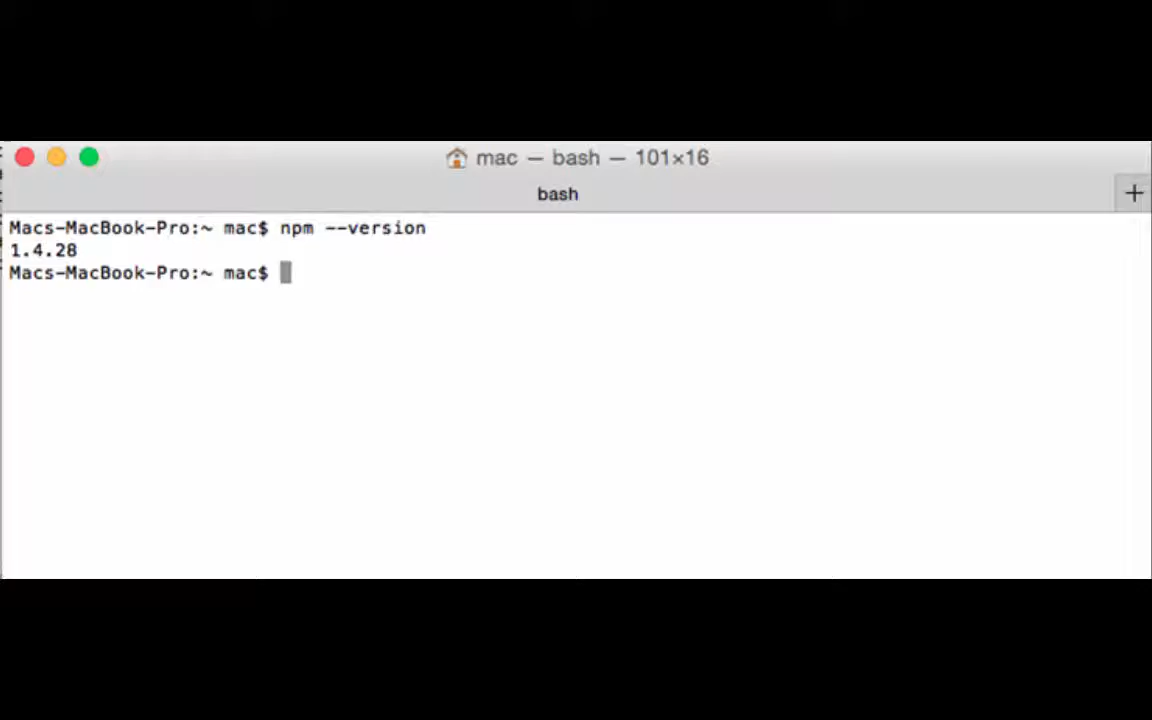 mac — bash — 101×16
bash
+
Macs-MacBook-Pro:~ mac$ npm --version
1.4.28
Macs-MacBook-Pro:~ mac$